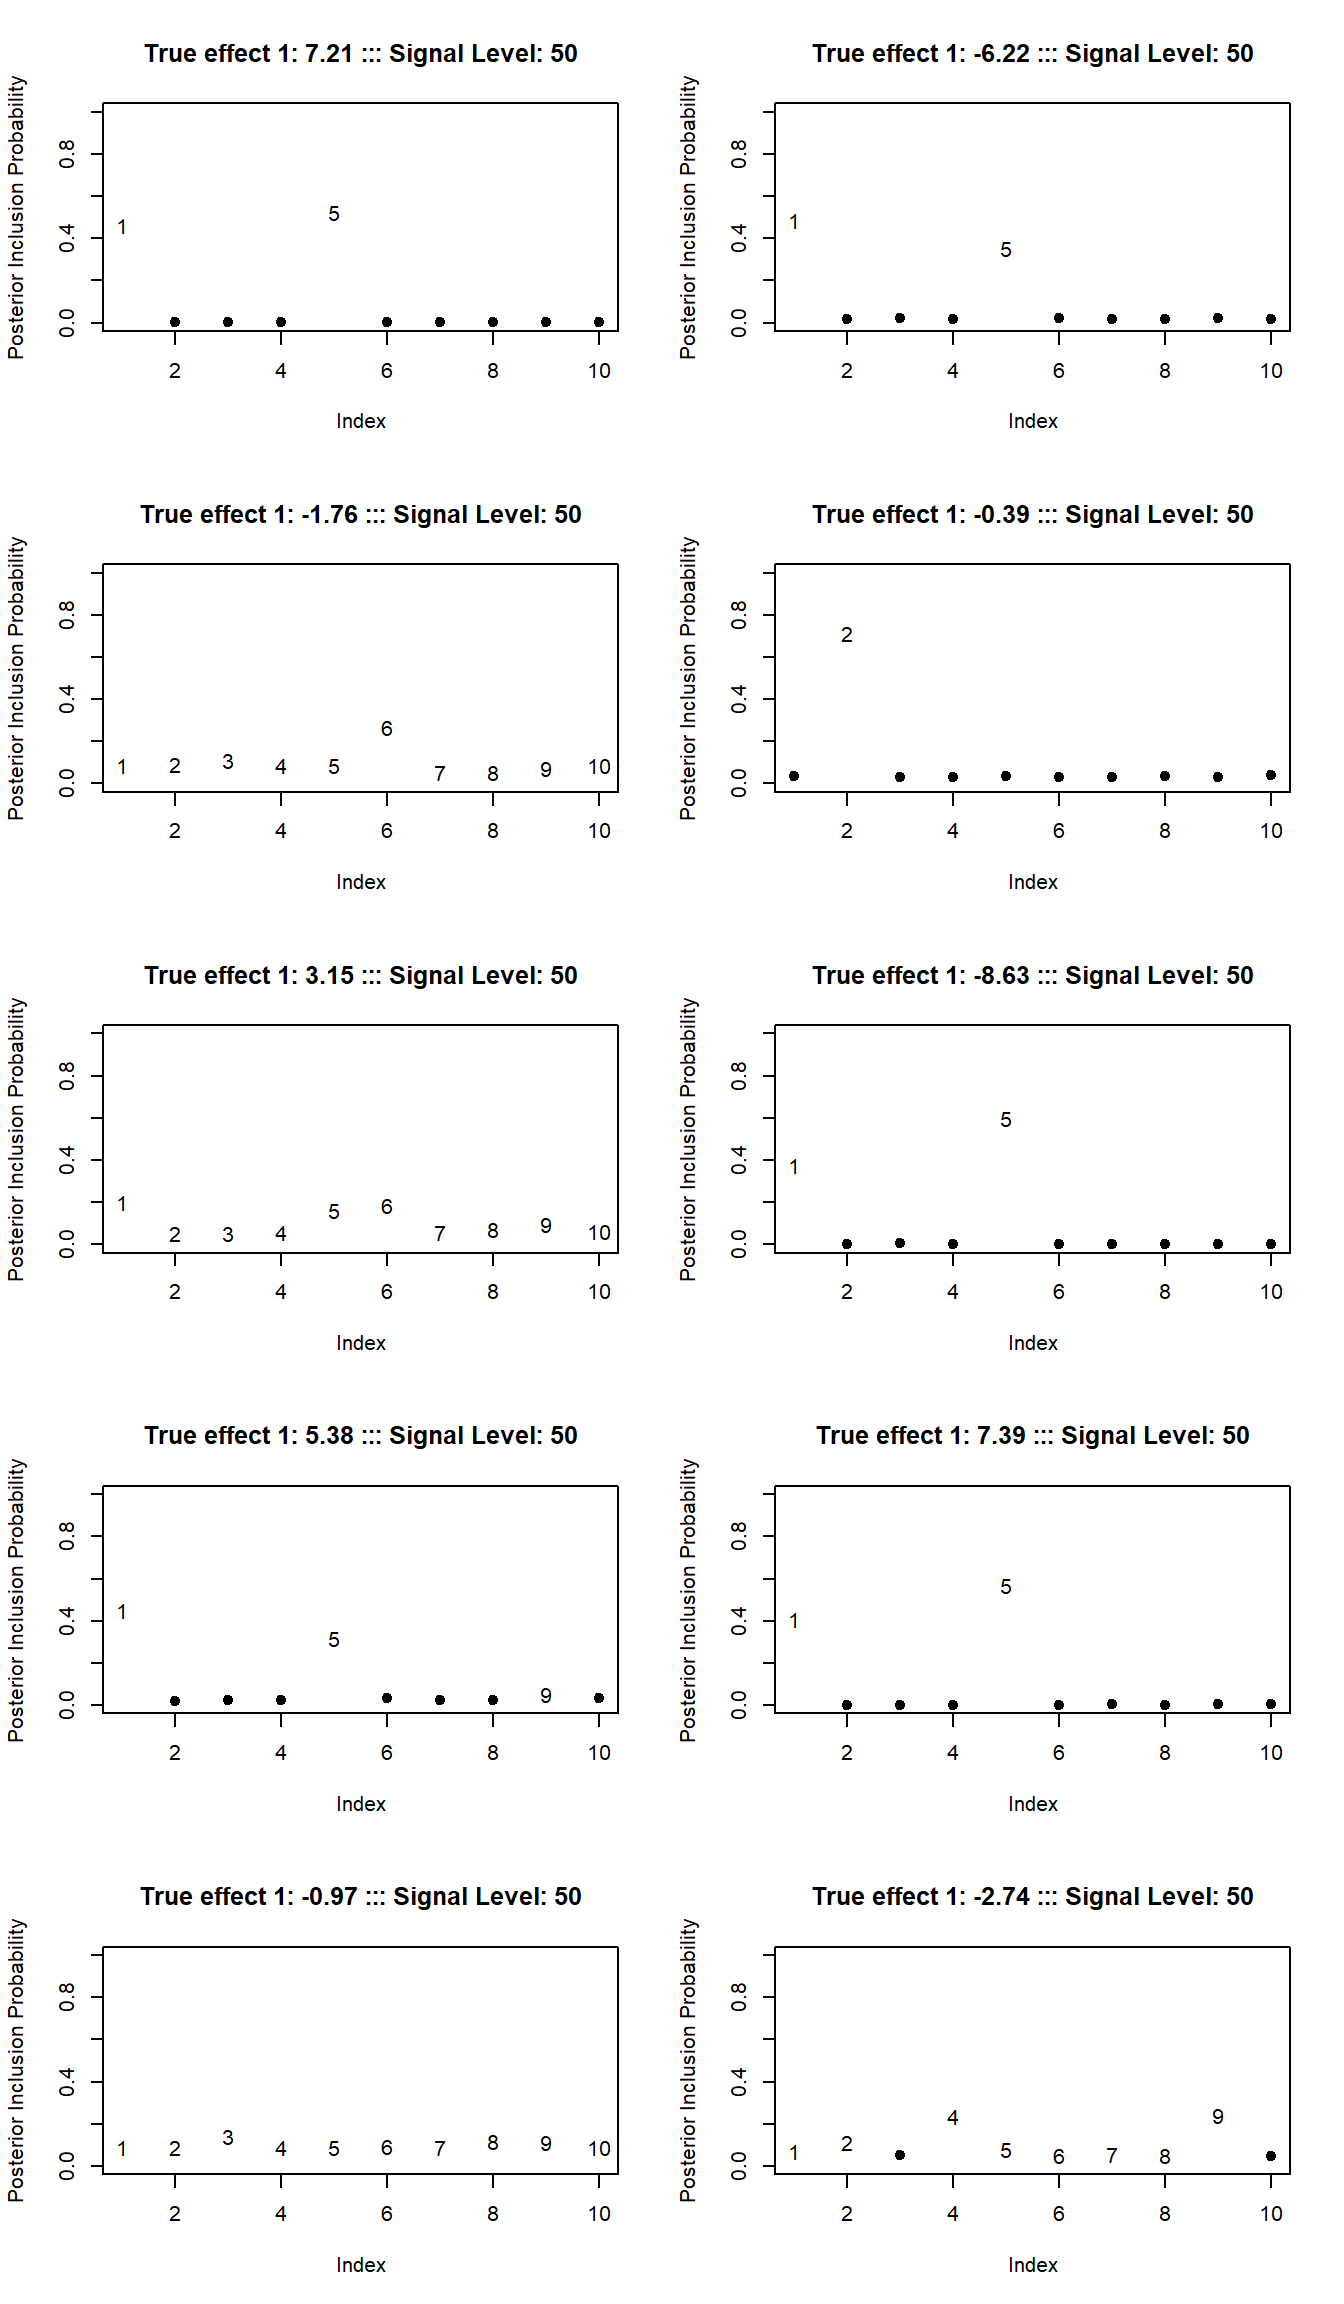 True effect 1: 7.21 ::: Signal Level: 50
Posterior Inclusion Probability
0.0 0.4 0.8
1 5
2 4 6 8 10
Index
True effect 1: -6.22 ::: Signal Level: 50
Posterior Inclusion Probability
0.0 0.4 0.8
1 5
2 4 6 8 10
Index
True effect 1: -1.76 ::: Signal Level: 50
Posterior Inclusion Probability
0.0 0.4 0.8
1 2 3 4 5 6 7 8 9 10
2 4 6 8 10
Index
True effect 1: -0.39 ::: Signal Level: 50
Posterior Inclusion Probability
0.0 0.4 0.8
2
2 4 6 8 10
Index
True effect 1: 3.15 ::: Signal Level: 50
Posterior Inclusion Probability
0.0 0.4 0.8
1 2 3 4 5 6 7 8 9 10
2 4 6 8 10
Index
True effect 1: -8.63 ::: Signal Level: 50
Posterior Inclusion Probability
0.0 0.4 0.8
1 5
2 4 6 8 10
Index
True effect 1: 5.38 ::: Signal Level: 50
Posterior Inclusion Probability
0.0 0.4 0.8
1 5 9
2 4 6 8 10
Index
True effect 1: 7.39 ::: Signal Level: 50
Posterior Inclusion Probability
0.0 0.4 0.8
1 5
2 4 6 8 10
Index
True effect 1: -0.97 ::: Signal Level: 50
Posterior Inclusion Probability
0.0 0.4 0.8
1 2 3 4 5 6 7 8 9 10
2 4 6 8 10
Index
True effect 1: -2.74 ::: Signal Level: 50
Posterior Inclusion Probability
0.0 0.4 0.8
1 2 4 5 6 7 8 9
2 4 6 8 10
Index